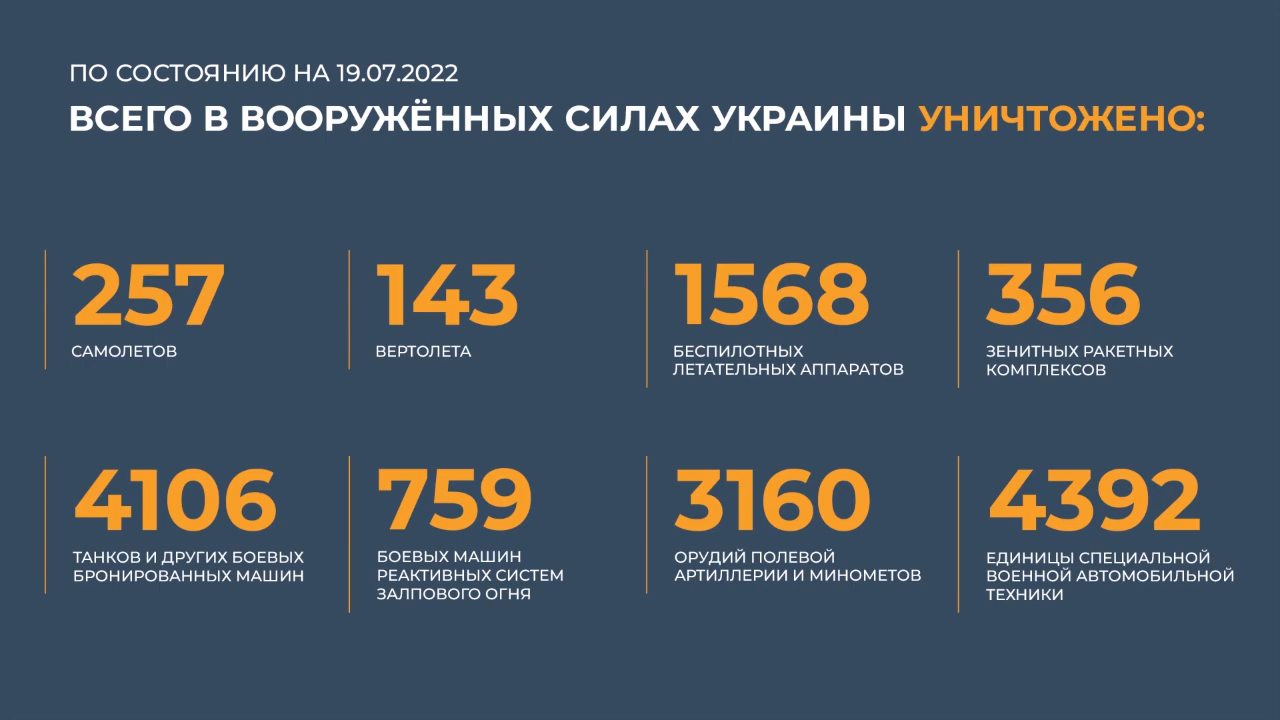 ПО СОСТОЯНИЮ НА 19.07.2022
ВСЕГО В ВООРУЖЁННЫХ СИЛАХ УКРАИНЫ УНИЧТОЖЕНО:
257
САМОЛЕТОВ
143
ВЕРТОЛЕТА
1568
БЕСПИЛОТНЫХ
ЛЕТАТЕЛЬНЫХ АППАРАТОВ
356
ЗЕНИТНЫХ РАКЕТНЫХ
КОМПЛЕКСОВ
4106
ТАНКОВ И ДРУГИХ БОЕВЫХ
БРОНИРОВАННЫХ МАШИН
759
БОЕВЫХ МАШИН
РЕАКТИВНЫХ СИСТЕМ
ЗАЛПОВОГО ОГНЯ
3160
ОРУДИЙ ПОЛЕВОЙ
АРТИЛЛЕРИИ И МИНОМЕТОВ
4392
ЕДИНИЦЫ СПЕЦИАЛЬНОЙ
ВОЕННОЙ АВТОМОБИЛЬНОЙ
ТЕХНИКИ